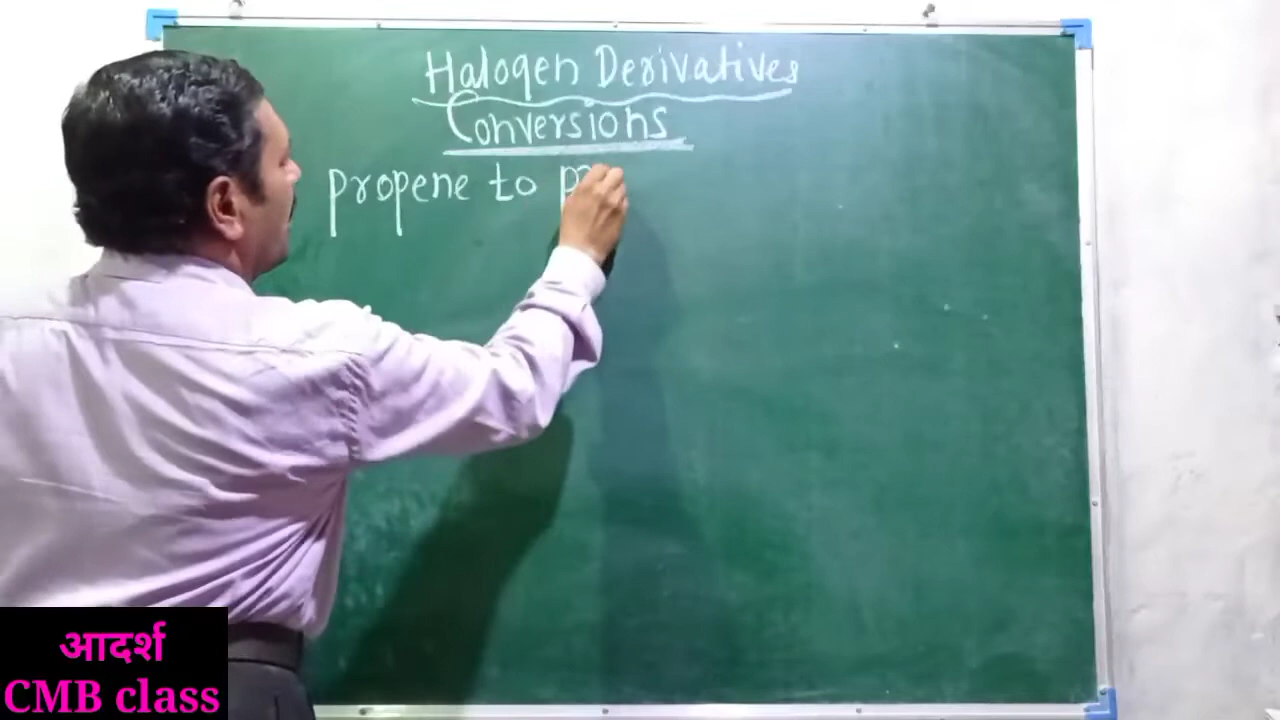 Halogen Derivatives
Conversions
propene to
आदर्श
CMB class